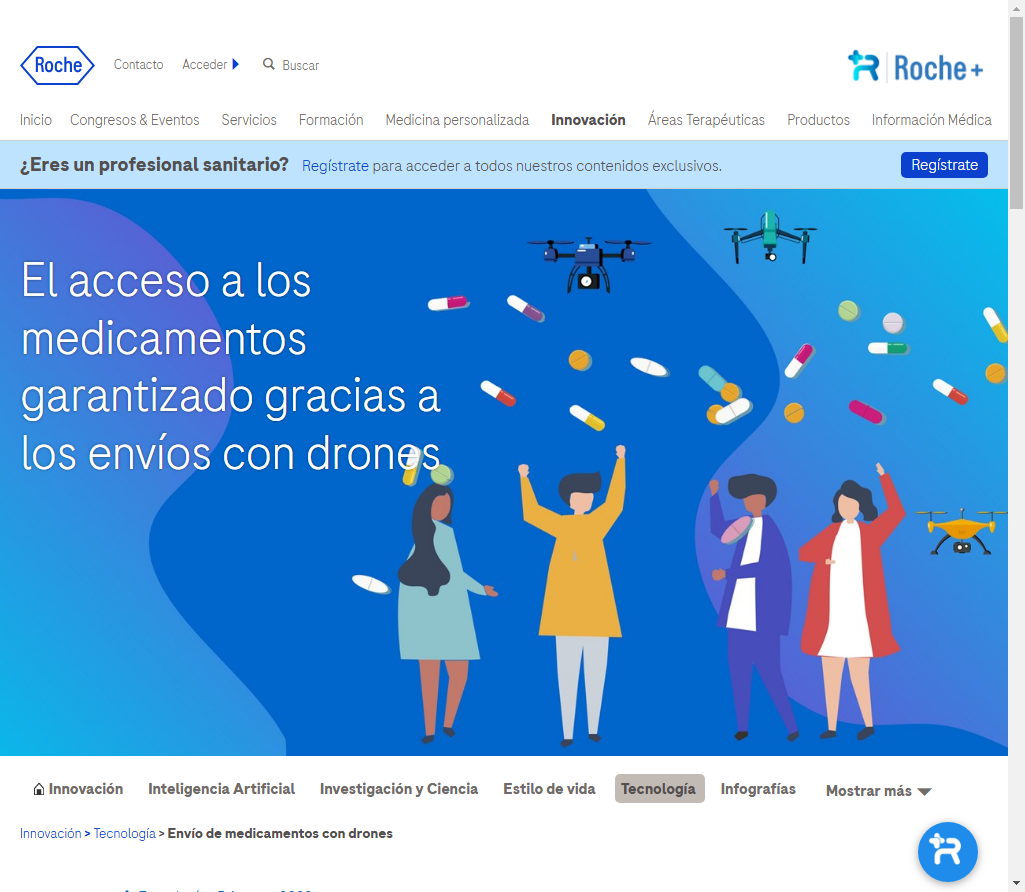 Roche
Contacto
Acceder
Buscar
Roche+
Inicio
Congresos & Eventos
Servicios
Formación
Medicina personalizada
Innovación
Áreas Terapéuticas
Productos
Información Médica
¿Eres un profesional sanitario? Regístrate para acceder a todos nuestros contenidos exclusivos.
Regístrate
El acceso a los
medicamentos
garantizado gracias a
los envíos con drones
Innovación
Inteligencia Artificial
Investigación y Ciencia
Estilo de vida
Tecnología
Infografías
Mostrar más
Innovación > Tecnología > Envío de medicamentos con drones